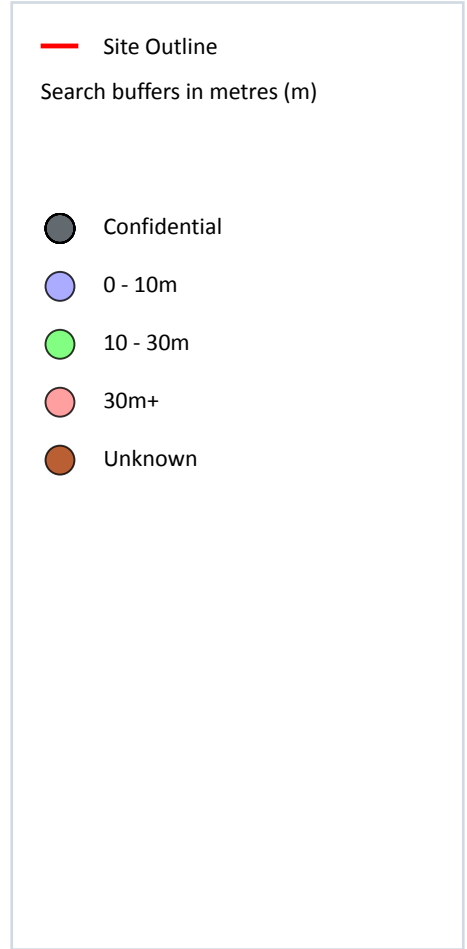 Site Outline
Search buffers in metres (m)
Confidential
0 - 10m
10 - 30m
30m+
Unknown